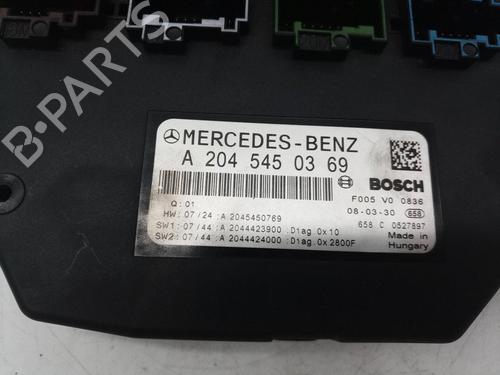 B-PARTS
MERCEDES-BENZ
A 204 545 03 69
BOSCH
Q: 01
F005 V0 0836
HW: 07/24 : A 2045450769
08-03-30 658
SW1: 07/44 : A 2044423900 :Diag.0x10
658 C 0527897
SW2: 07/44 : A 2044424000 :Diag.0x2800F
Made in
Hungary